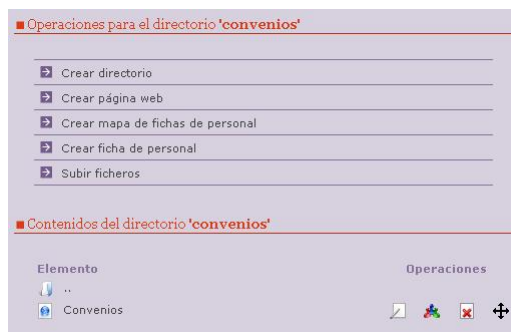 Operaciones para el directorio 'convenios'
Crear directorio
Crear página web
Crear mapa de fichas de personal
Crear ficha de personal
Subir ficheros
Contenidos del directorio 'convenios'
Elemento Operaciones
..
Convenios